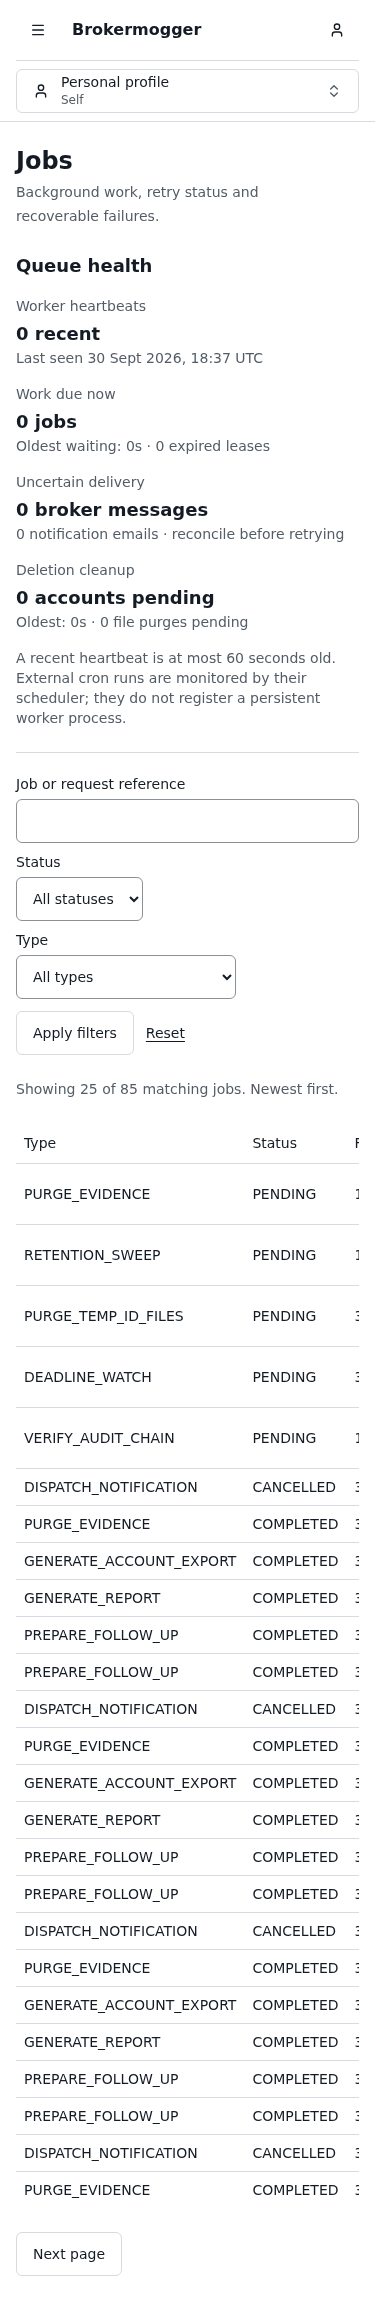 Brokermogger
Personal profile
Self
Jobs
Background work, retry status and
recoverable failures.
Queue health
Worker heartbeats
0 recent
Last seen 30 Sept 2026, 18:37 UTC
Work due now
0 jobs
Oldest waiting: 0s · 0 expired leases
Uncertain delivery
0 broker messages
0 notification emails · reconcile before retrying
Deletion cleanup
0 accounts pending
Oldest: 0s · 0 file purges pending
A recent heartbeat is at most 60 seconds old.
External cron runs are monitored by their
scheduler; they do not register a persistent
worker process.
Job or request reference
Status
All statuses
Type
All types
Apply filters Reset
Showing 25 of 85 matching jobs. Newest first.
Type Status
PURGE_EVIDENCE PENDING
RETENTION_SWEEP PENDING
PURGE_TEMP_ID_FILES PENDING
DEADLINE_WATCH PENDING
VERIFY_AUDIT_CHAIN PENDING
DISPATCH_NOTIFICATION CANCELLED
PURGE_EVIDENCE COMPLETED
GENERATE_ACCOUNT_EXPORT COMPLETED
GENERATE_REPORT COMPLETED
PREPARE_FOLLOW_UP COMPLETED
PREPARE_FOLLOW_UP COMPLETED
DISPATCH_NOTIFICATION CANCELLED
PURGE_EVIDENCE COMPLETED
GENERATE_ACCOUNT_EXPORT COMPLETED
GENERATE_REPORT COMPLETED
PREPARE_FOLLOW_UP COMPLETED
PREPARE_FOLLOW_UP COMPLETED
DISPATCH_NOTIFICATION CANCELLED
PURGE_EVIDENCE COMPLETED
GENERATE_ACCOUNT_EXPORT COMPLETED
GENERATE_REPORT COMPLETED
PREPARE_FOLLOW_UP COMPLETED
PREPARE_FOLLOW_UP COMPLETED
DISPATCH_NOTIFICATION CANCELLED
PURGE_EVIDENCE COMPLETED
Next page